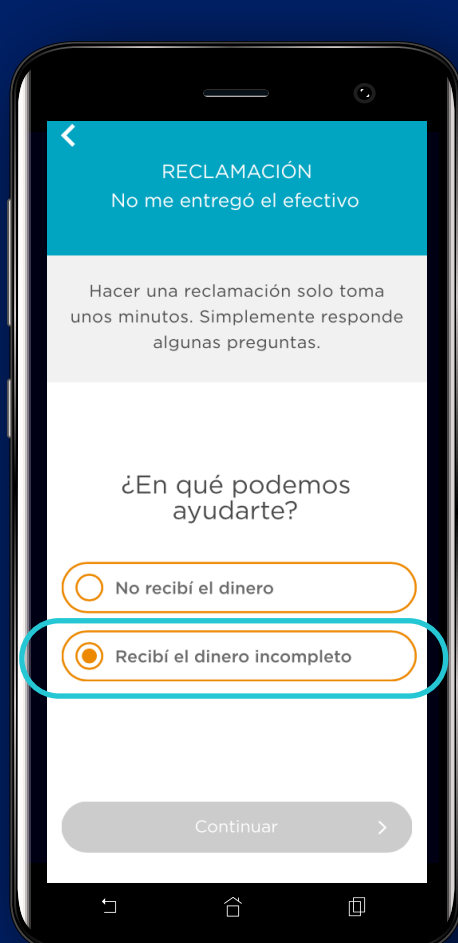 RECLAMACIÓN
No me entregó el efectivo
Hacer una reclamación solo toma
unos minutos. Simplemente responde
algunas preguntas.
¿En qué podemos
ayudarte?
No recibí el dinero
Recibí el dinero incompleto
Continuar